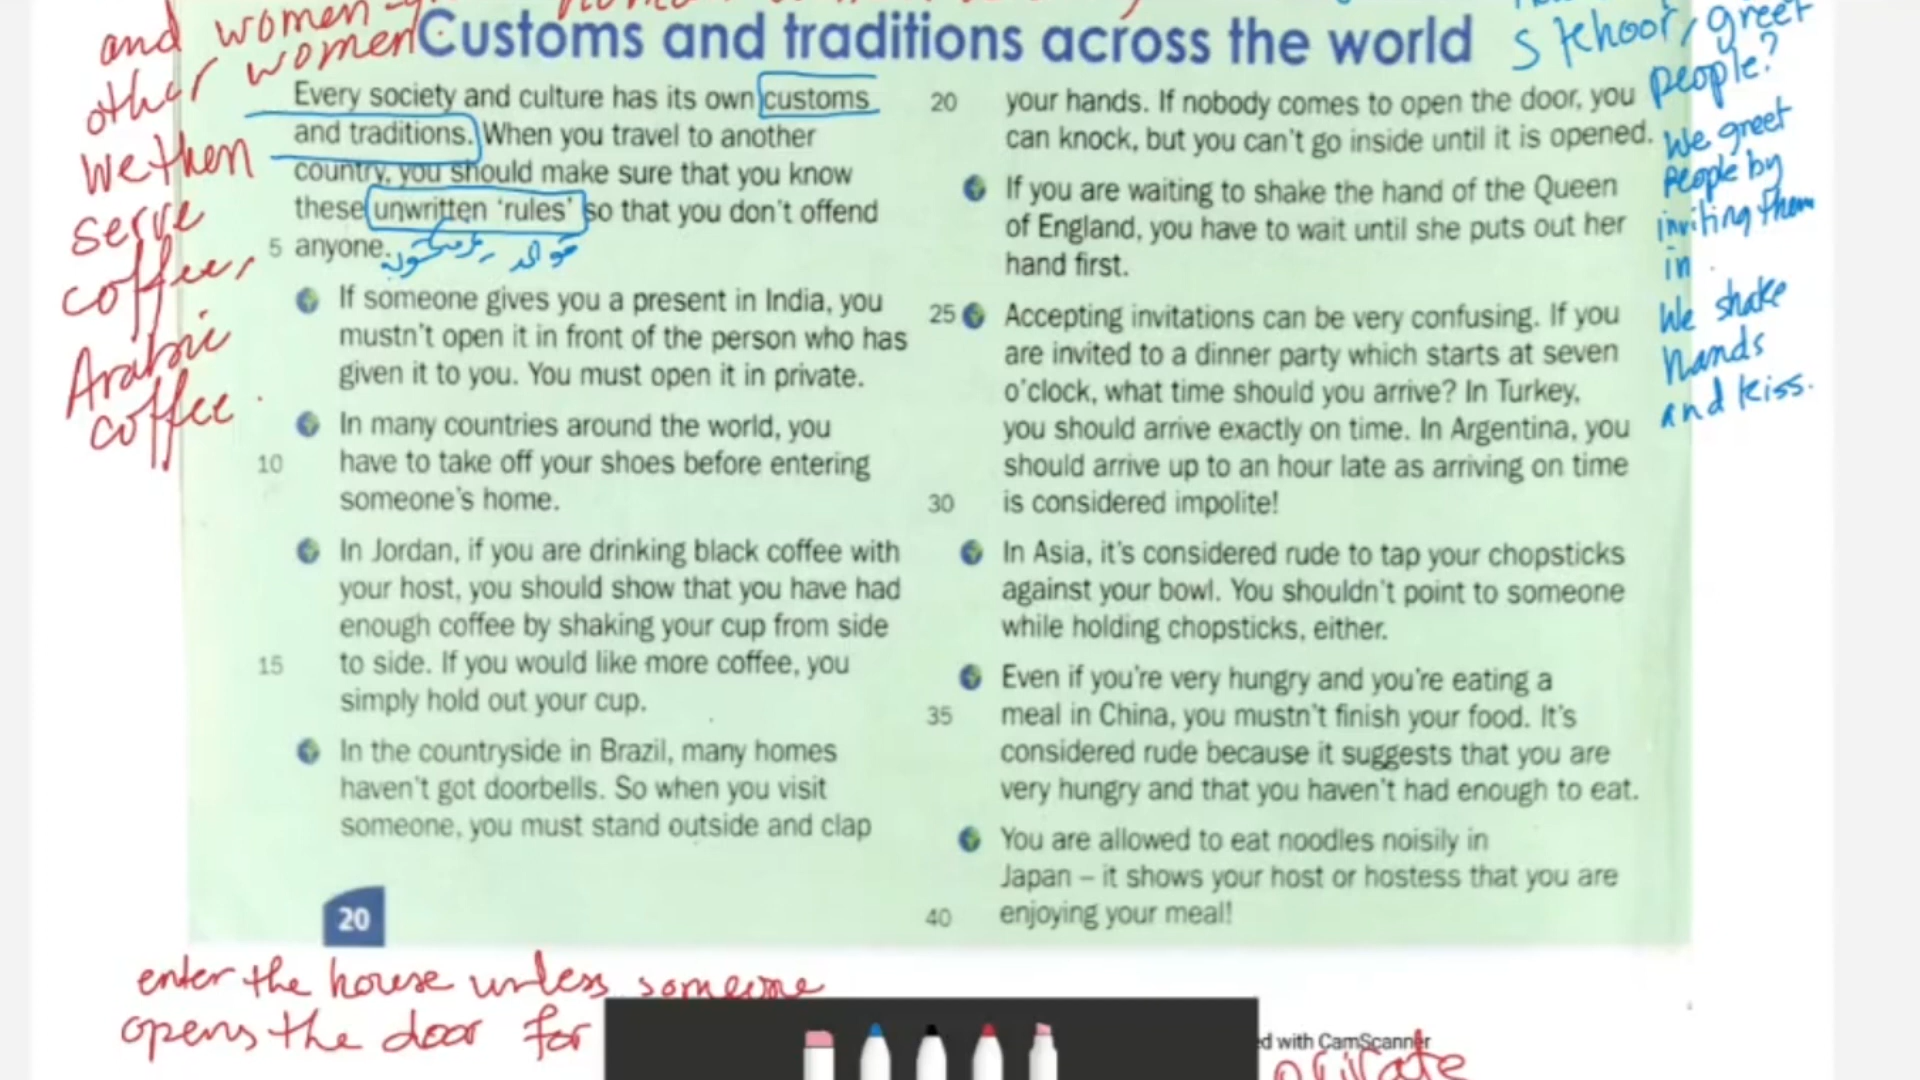 and women
other women
We then
serve
coffee,
Arabic
coffee.
Customs and traditions across the world
Every society and culture has its own customs
and traditions. When you travel to another
country, you should make sure that you know
these unwritten 'rules' so that you don't offend
5 anyone.
If someone gives you a present in India, you
mustn't open it in front of the person who has
given it to you. You must open it in private.
In many countries around the world, you
10 have to take off your shoes before entering
someone's home.
In Jordan, if you are drinking black coffee with
your host, you should show that you have had
enough coffee by shaking your cup from side
15 to side. If you would like more coffee, you
simply hold out your cup.
In the countryside in Brazil, many homes
haven't got doorbells. So when you visit
someone, you must stand outside and clap
20
20 your hands. If nobody comes to open the door, you
can knock, but you can't go inside until it is opened.
If you are waiting to shake the hand of the Queen
of England, you have to wait until she puts out her
hand first.
25 Accepting invitations can be very confusing. If you
are invited to a dinner party which starts at seven
o'clock, what time should you arrive? In Turkey,
you should arrive exactly on time. In Argentina, you
should arrive up to an hour late as arriving on time
30 is considered impolite!
In Asia, it's considered rude to tap your chopsticks
against your bowl. You shouldn't point to someone
while holding chopsticks, either.
Even if you're very hungry and you're eating a
35 meal in China, you mustn't finish your food. It's
considered rude because it suggests that you are
very hungry and that you haven't had enough to eat.
You are allowed to eat noodles noisily in
Japan – it shows your host or hostess that you are
40 enjoying your meal!
greet
people?
We greet
people by
inviting them
in.
We shake
hands
and kiss.
enter the house unless someone
opens the door for
d with CamScanner
private